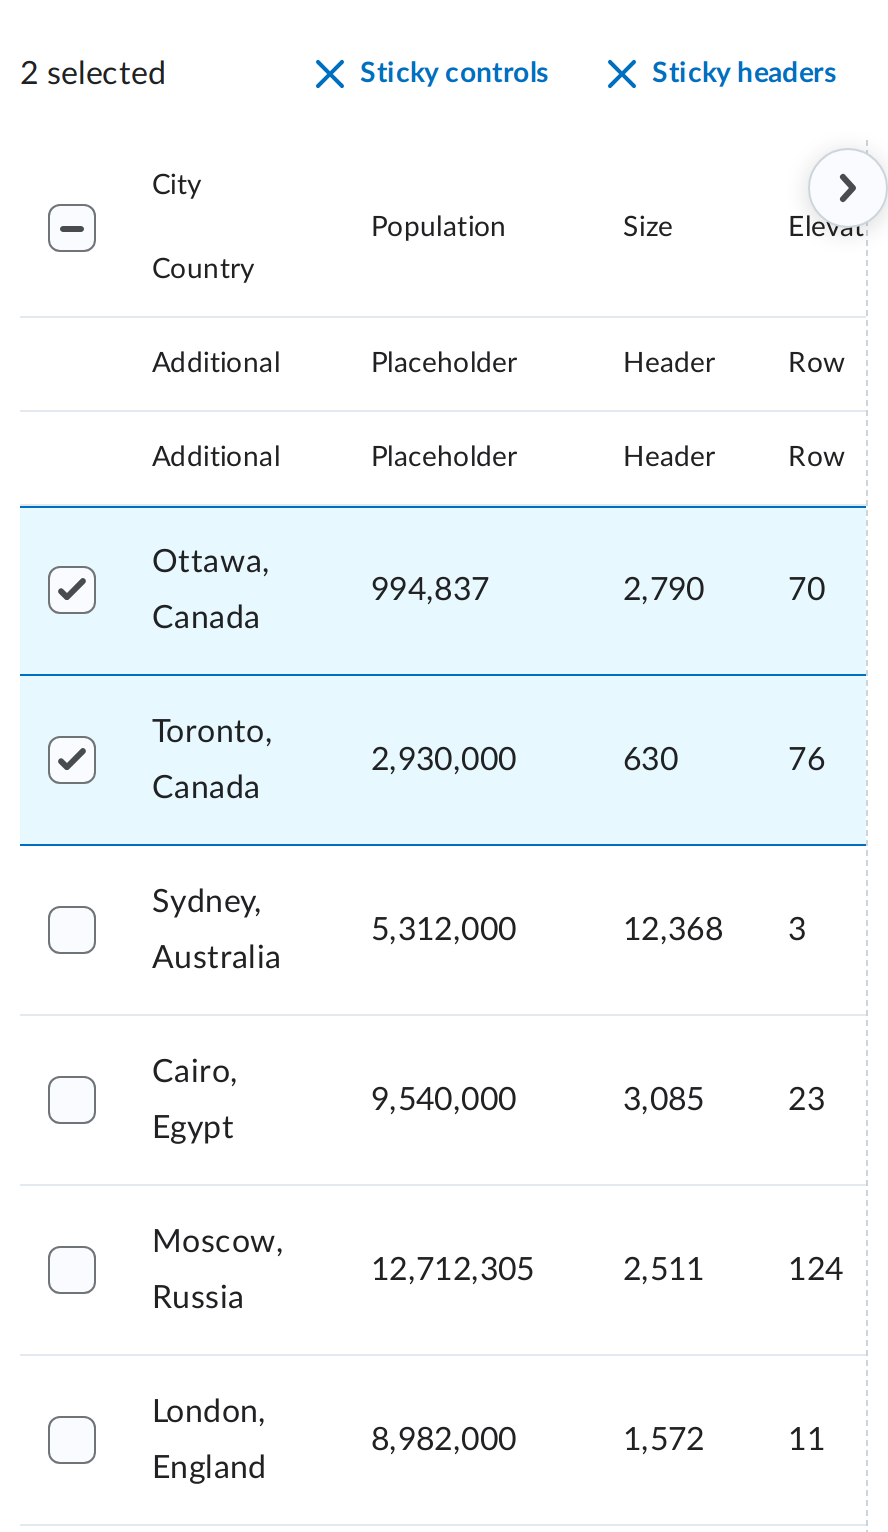 2 selected Sticky controls Sticky headers
City
Country
Population Size Elevat
Additional Placeholder Header Row
Additional Placeholder Header Row
Ottawa,
Canada
994,837 2,790 70
Toronto,
Canada
2,930,000 630 76
Sydney,
Australia
5,312,000 12,368 3
Cairo,
Egypt
9,540,000 3,085 23
Moscow,
Russia
12,712,305 2,511 124
London,
England
8,982,000 1,572 11